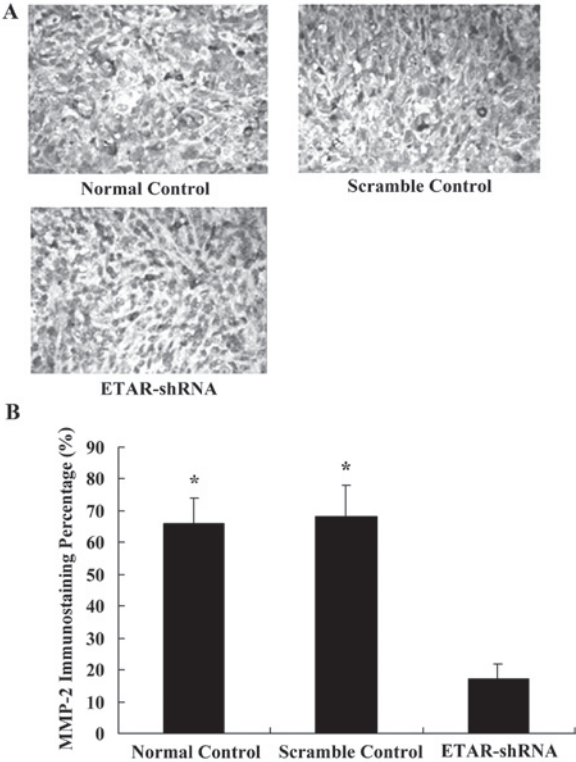 A
Normal Control
Scramble Control
ETAR-shRNA
B
MMP-2 Immunostaining Percentage (%)
90
80
70
60
50
40
30
20
10
0
*
*
Normal Control
Scramble Control
ETAR-shRNA